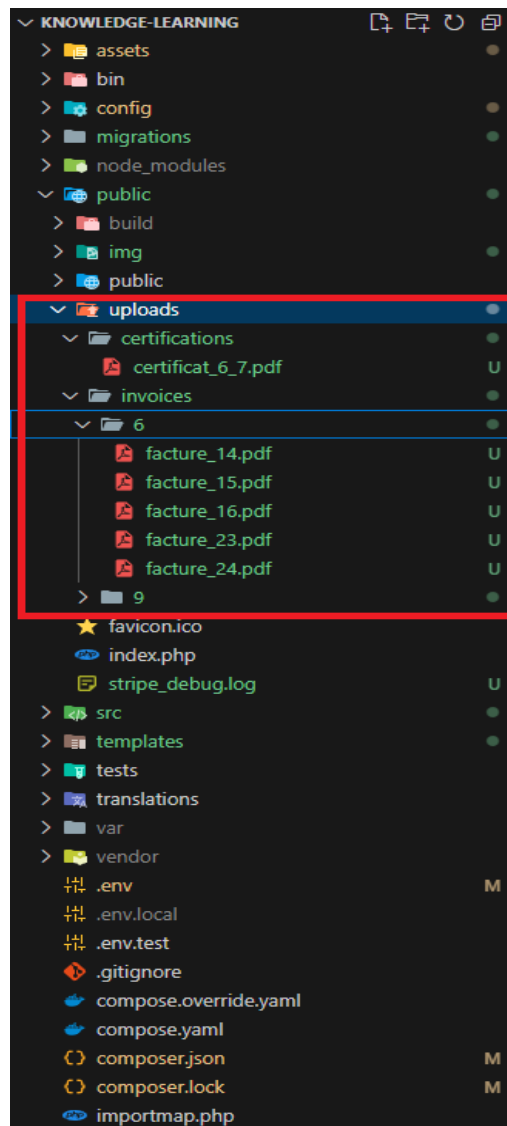 KNOWLEDGE-LEARNING
assets
bin
config
migrations
node_modules
public
build
img
public
uploads
certifications
certificat_6_7.pdf U
invoices
6
facture_14.pdf U
facture_15.pdf U
facture_16.pdf U
facture_23.pdf U
facture_24.pdf U
9
favicon.ico
index.php
stripe_debug.log U
src
templates
tests
translations
var
vendor
.env M
.env.local
.env.test
.gitignore
compose.override.yaml
compose.yaml
composer.json M
composer.lock M
importmap.php